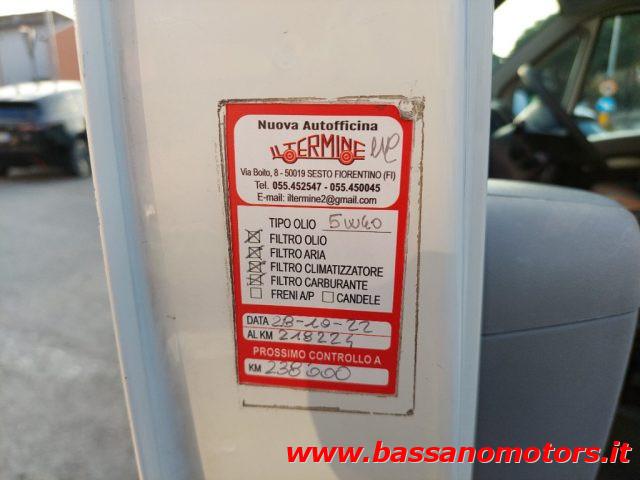 Nuova Autofficina
IL TERMINE
Via Boito, 8 - 50019 SESTO FIORENTINO (FI)
Tel. 055.452547 - 055.450045
E-mail: iltermine2@gmail.com
TIPO OLIO 5W40
FILTRO OLIO
FILTRO ARIA
FILTRO CLIMATIZZATORE
FILTRO CARBURANTE
FRENI A/P CANDELE
DATA 28-10-22
AL KM 218224
PROSSIMO CONTROLLO A
KM 238000
www.bassanomotors.it